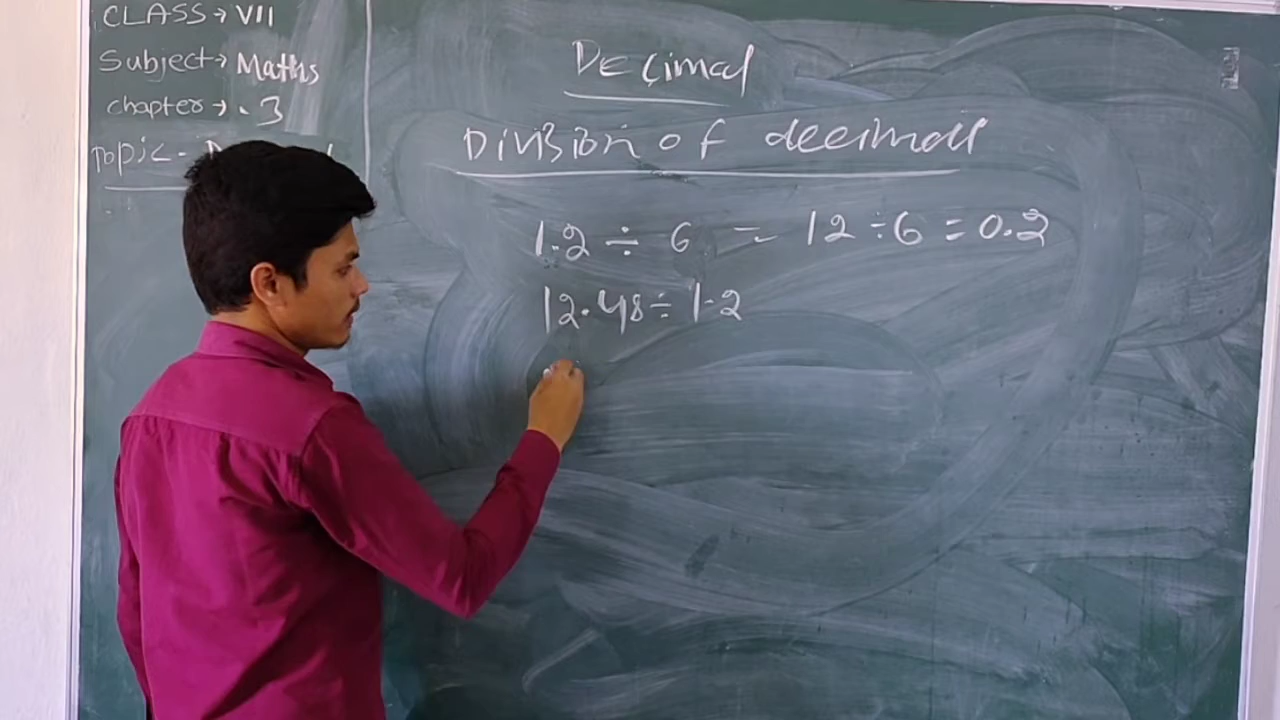 CLASS → VII
Subject → Maths
chapter → . 3
Topic -
Decimal
Division of decimal
1.2 ÷ 6 = 12 ÷ 6 = 0.2
12.48 ÷ 1.2